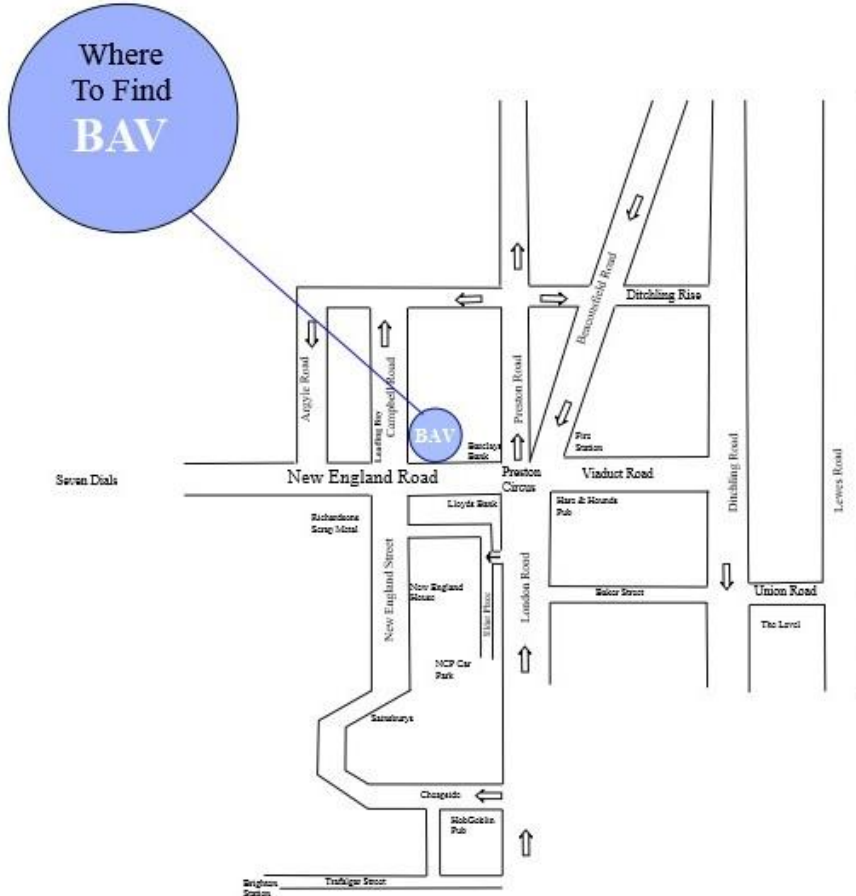 Where
To Find
BAV
Beaconsfield Road
Ditchling Rise
Argyle Road
Loading Bay
Campbell Road
Preston Road
BAV
Barclays
Bank
Fire
Station
Seven Dials
New England Road
Preston
Circus
Viaduct Road
Ditchling Road
Lewes Road
Richardsons
Scrap Metal
Lloyds Bank
Hare & Hounds
Pub
New England Street
New England
House
London Road
Baker Street
Union Road
The Level
NCP Car
Park
Sainsburys
Cheapside
HobGoblin
Pub
Brighton
Station
Trafalgar Street